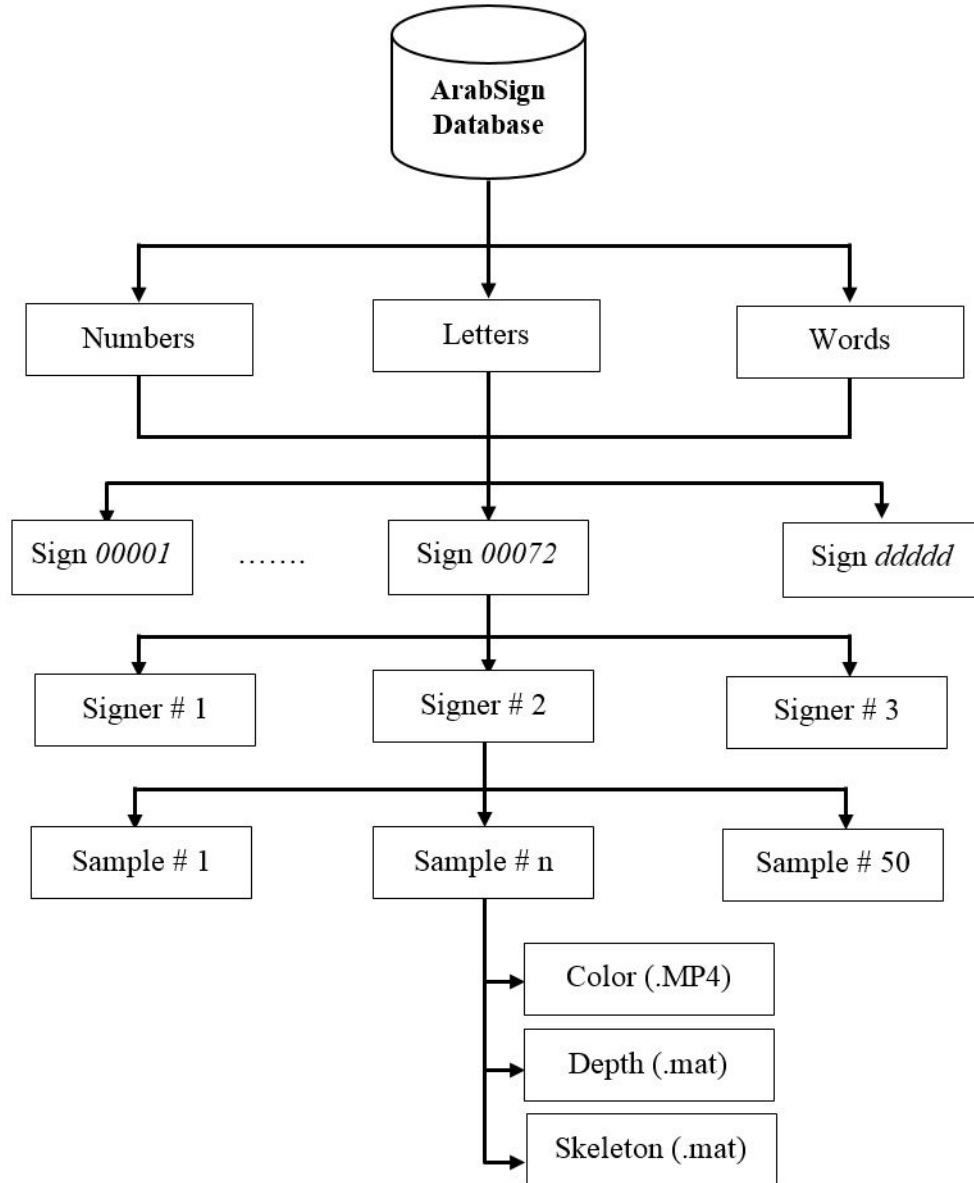 ArabSign
Database
Numbers
Letters
Words
Sign 00001
.......
Sign 00072
Sign ddddd
Signer # 1
Signer # 2
Signer # 3
Sample # 1
Sample # n
Sample # 50
Color (.MP4)
Depth (.mat)
Skeleton (.mat)